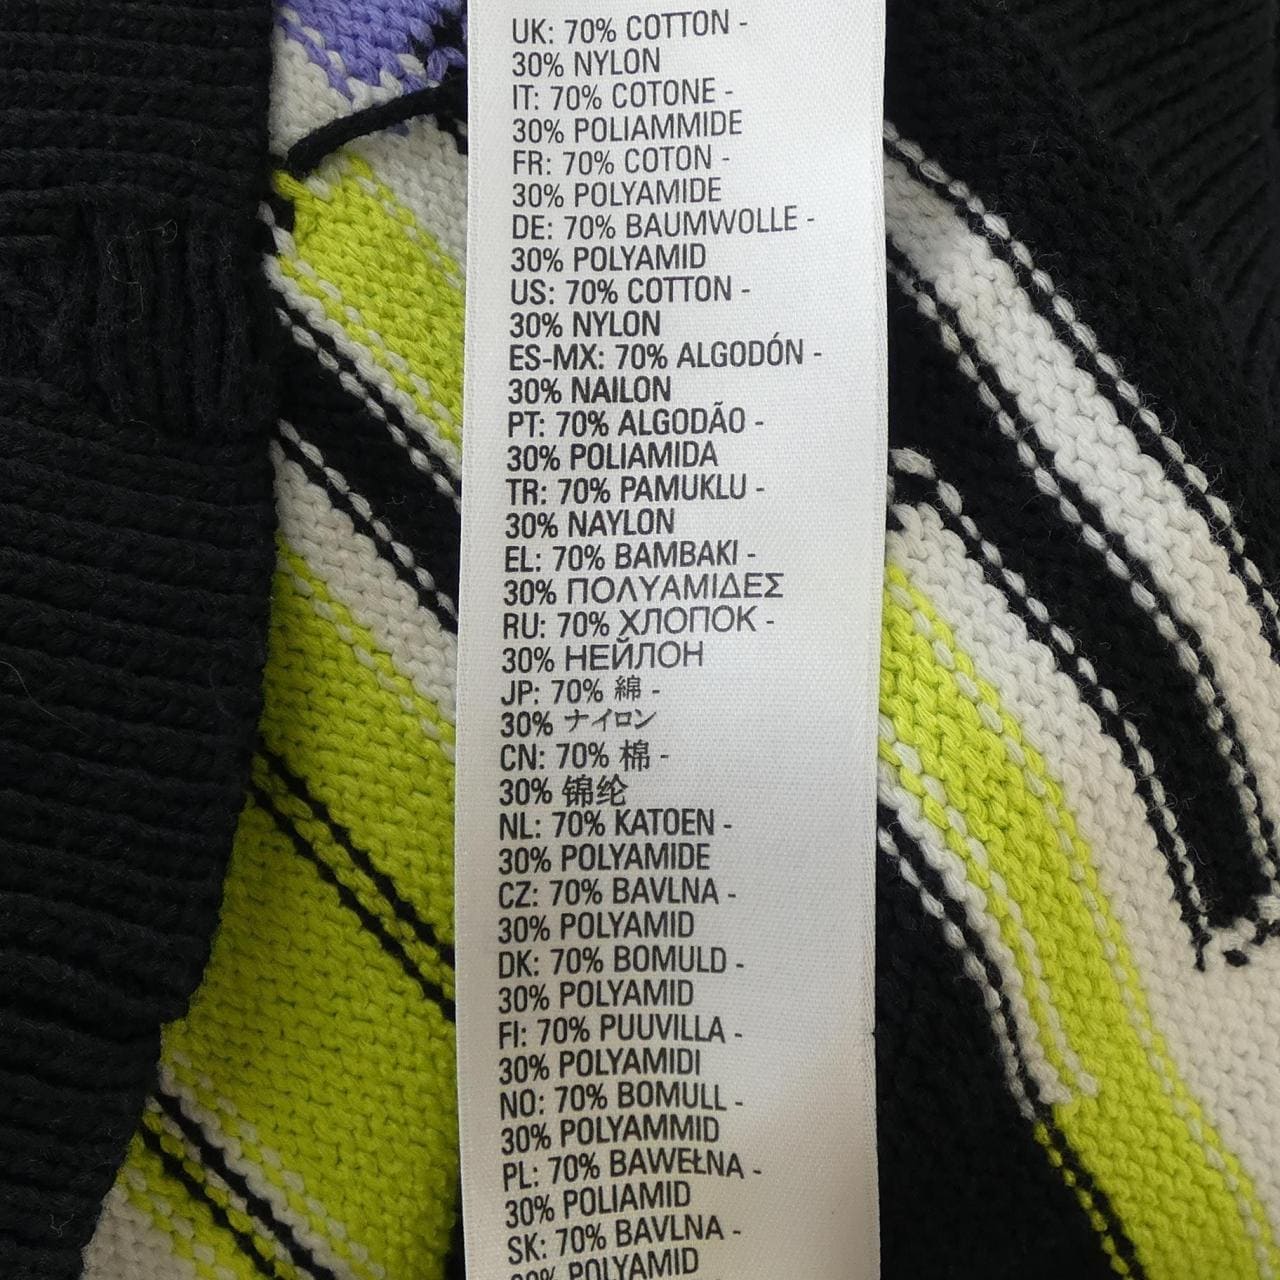 UK: 70% COTTON -
30% NYLON
IT: 70% COTONE -
30% POLIAMMIDE
FR: 70% COTON -
30% POLYAMIDE
DE: 70% BAUMWOLLE -
30% POLYAMID
US: 70% COTTON -
30% NYLON
ES-MX: 70% ALGODÓN -
30% NAILON
PT: 70% ALGODÃO -
30% POLIAMIDA
TR: 70% PAMUKLU -
30% NAYLON
EL: 70% ΒΑΜΒΑΚΙ -
30% ΠΟΛΥΑΜΙΔΕΣ
RU: 70% ХЛОПОК -
30% НЕЙЛОН
JP: 70% 綿 -
30% ナイロン
CN: 70% 棉 -
30% 锦纶
NL: 70% KATOEN -
30% POLYAMIDE
CZ: 70% BAVLNA -
30% POLYAMID
DK: 70% BOMULD -
30% POLYAMID
FI: 70% PUUVILLA -
30% POLYAMIDI
NO: 70% BOMULL -
30% POLYAMMID
PL: 70% BAWEŁNA -
30% POLIAMID
SK: 70% BAVLNA -
30% POLYAMID